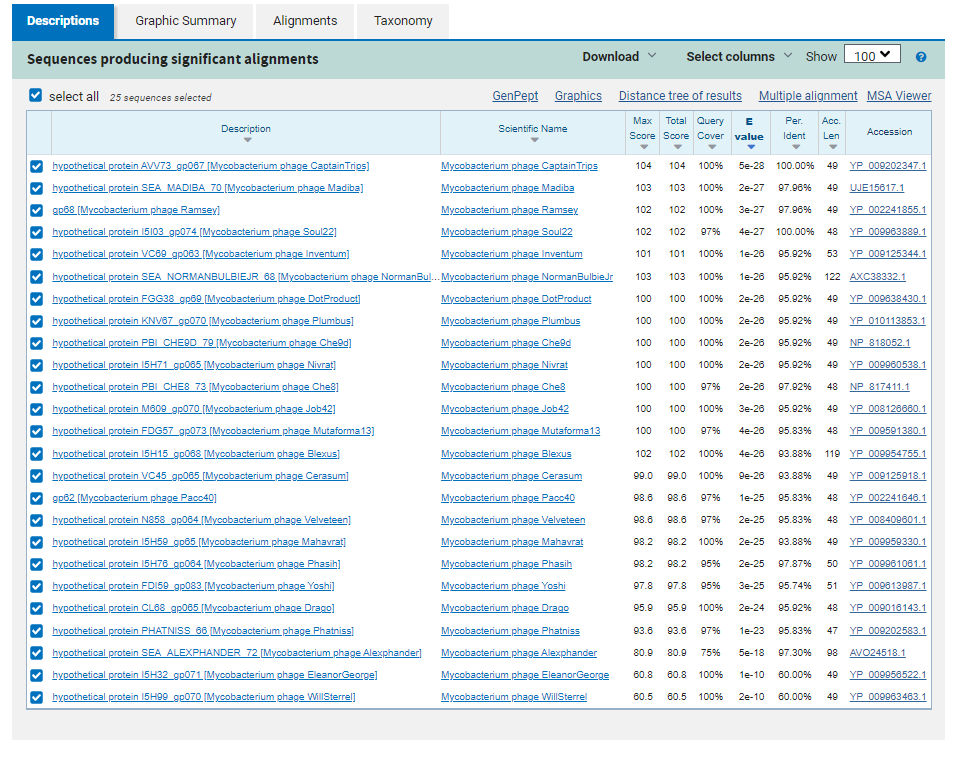 Descriptions Graphic Summary Alignments Taxonomy
Sequences producing significant alignments Download Select columns Show 100
select all 25 sequences selected GenPept Graphics Distance tree of results Multiple alignment MSA Viewer
Description Scientific Name Max Score Total Score Query Cover E value Per. Ident Acc. Len Accession
hypothetical protein AVV73_gp067 [Mycobacterium phage CaptainTrips] Mycobacterium phage CaptainTrips 104 104 100% 5e-28 100.00% 49 YP_009202347.1
hypothetical protein SEA_MADIBA_70 [Mycobacterium phage Madiba] Mycobacterium phage Madiba 103 103 100% 2e-27 97.96% 49 UJE15617.1
gp68 [Mycobacterium phage Ramsey] Mycobacterium phage Ramsey 102 102 100% 3e-27 97.96% 49 YP_002241855.1
hypothetical protein I5I03_gp074 [Mycobacterium phage Soul22] Mycobacterium phage Soul22 102 102 97% 4e-27 100.00% 48 YP_009963889.1
hypothetical protein VC69_gp063 [Mycobacterium phage Inventum] Mycobacterium phage Inventum 101 101 100% 1e-26 95.92% 53 YP_009125344.1
hypothetical protein SEA_NORMANBULBIEJR_68 [Mycobacterium phage NormanBul... Mycobacterium phage NormanBulbieJr 103 103 100% 1e-26 95.92% 122 AXC38332.1
hypothetical protein FGG38_gp69 [Mycobacterium phage DotProduct] Mycobacterium phage DotProduct 100 100 100% 2e-26 95.92% 49 YP_009638430.1
hypothetical protein KNV67_gp070 [Mycobacterium phage Plumbus] Mycobacterium phage Plumbus 100 100 100% 2e-26 95.92% 49 YP_010113853.1
hypothetical protein PBI_CHE9D_79 [Mycobacterium phage Che9d] Mycobacterium phage Che9d 100 100 100% 2e-26 95.92% 49 NP_818052.1
hypothetical protein I5H71_gp065 [Mycobacterium phage Nivrat] Mycobacterium phage Nivrat 100 100 100% 2e-26 95.92% 49 YP_009960538.1
hypothetical protein PBI_CHE8_73 [Mycobacterium phage Che8] Mycobacterium phage Che8 100 100 97% 2e-26 97.92% 48 NP_817411.1
hypothetical protein M609_gp070 [Mycobacterium phage Job42] Mycobacterium phage Job42 100 100 100% 3e-26 95.92% 49 YP_008126660.1
hypothetical protein FDG57_gp073 [Mycobacterium phage Mutaforma13] Mycobacterium phage Mutaforma13 100 100 97% 4e-26 95.83% 48 YP_009591380.1
hypothetical protein I5H15_gp068 [Mycobacterium phage Blexus] Mycobacterium phage Blexus 102 102 100% 4e-26 93.88% 119 YP_009954755.1
hypothetical protein VC45_gp065 [Mycobacterium phage Cerasum] Mycobacterium phage Cerasum 99.0 99.0 100% 9e-26 93.88% 49 YP_009125918.1
gp62 [Mycobacterium phage Pacc40] Mycobacterium phage Pacc40 98.6 98.6 97% 1e-25 95.83% 48 YP_002241646.1
hypothetical protein N858_gp064 [Mycobacterium phage Velveteen] Mycobacterium phage Velveteen 98.6 98.6 97% 2e-25 95.83% 48 YP_008409601.1
hypothetical protein I5H59_gp65 [Mycobacterium phage Mahavrat] Mycobacterium phage Mahavrat 98.2 98.2 100% 2e-25 93.88% 49 YP_009959330.1
hypothetical protein I5H76_gp064 [Mycobacterium phage Phasih] Mycobacterium phage Phasih 98.2 98.2 95% 2e-25 97.87% 50 YP_009961061.1
hypothetical protein FDI59_gp083 [Mycobacterium phage Yoshi] Mycobacterium phage Yoshi 97.8 97.8 95% 3e-25 95.74% 51 YP_009613987.1
hypothetical protein CL68_gp065 [Mycobacterium phage Drago] Mycobacterium phage Drago 95.9 95.9 100% 2e-24 95.92% 48 YP_009016143.1
hypothetical protein PHATNISS_66 [Mycobacterium phage Phatniss] Mycobacterium phage Phatniss 93.6 93.6 97% 1e-23 95.83% 47 YP_009202583.1
hypothetical protein SEA_ALEXPHANDER_72 [Mycobacterium phage Alexphander] Mycobacterium phage Alexphander 80.9 80.9 75% 5e-18 97.30% 98 AVO24518.1
hypothetical protein I5H32_gp071 [Mycobacterium phage EleanorGeorge] Mycobacterium phage EleanorGeorge 60.8 60.8 100% 1e-10 60.00% 49 YP_009956522.1
hypothetical protein I5H99_gp070 [Mycobacterium phage WillSterrel] Mycobacterium phage WillSterrel 60.5 60.5 100% 2e-10 60.00% 49 YP_009963463.1